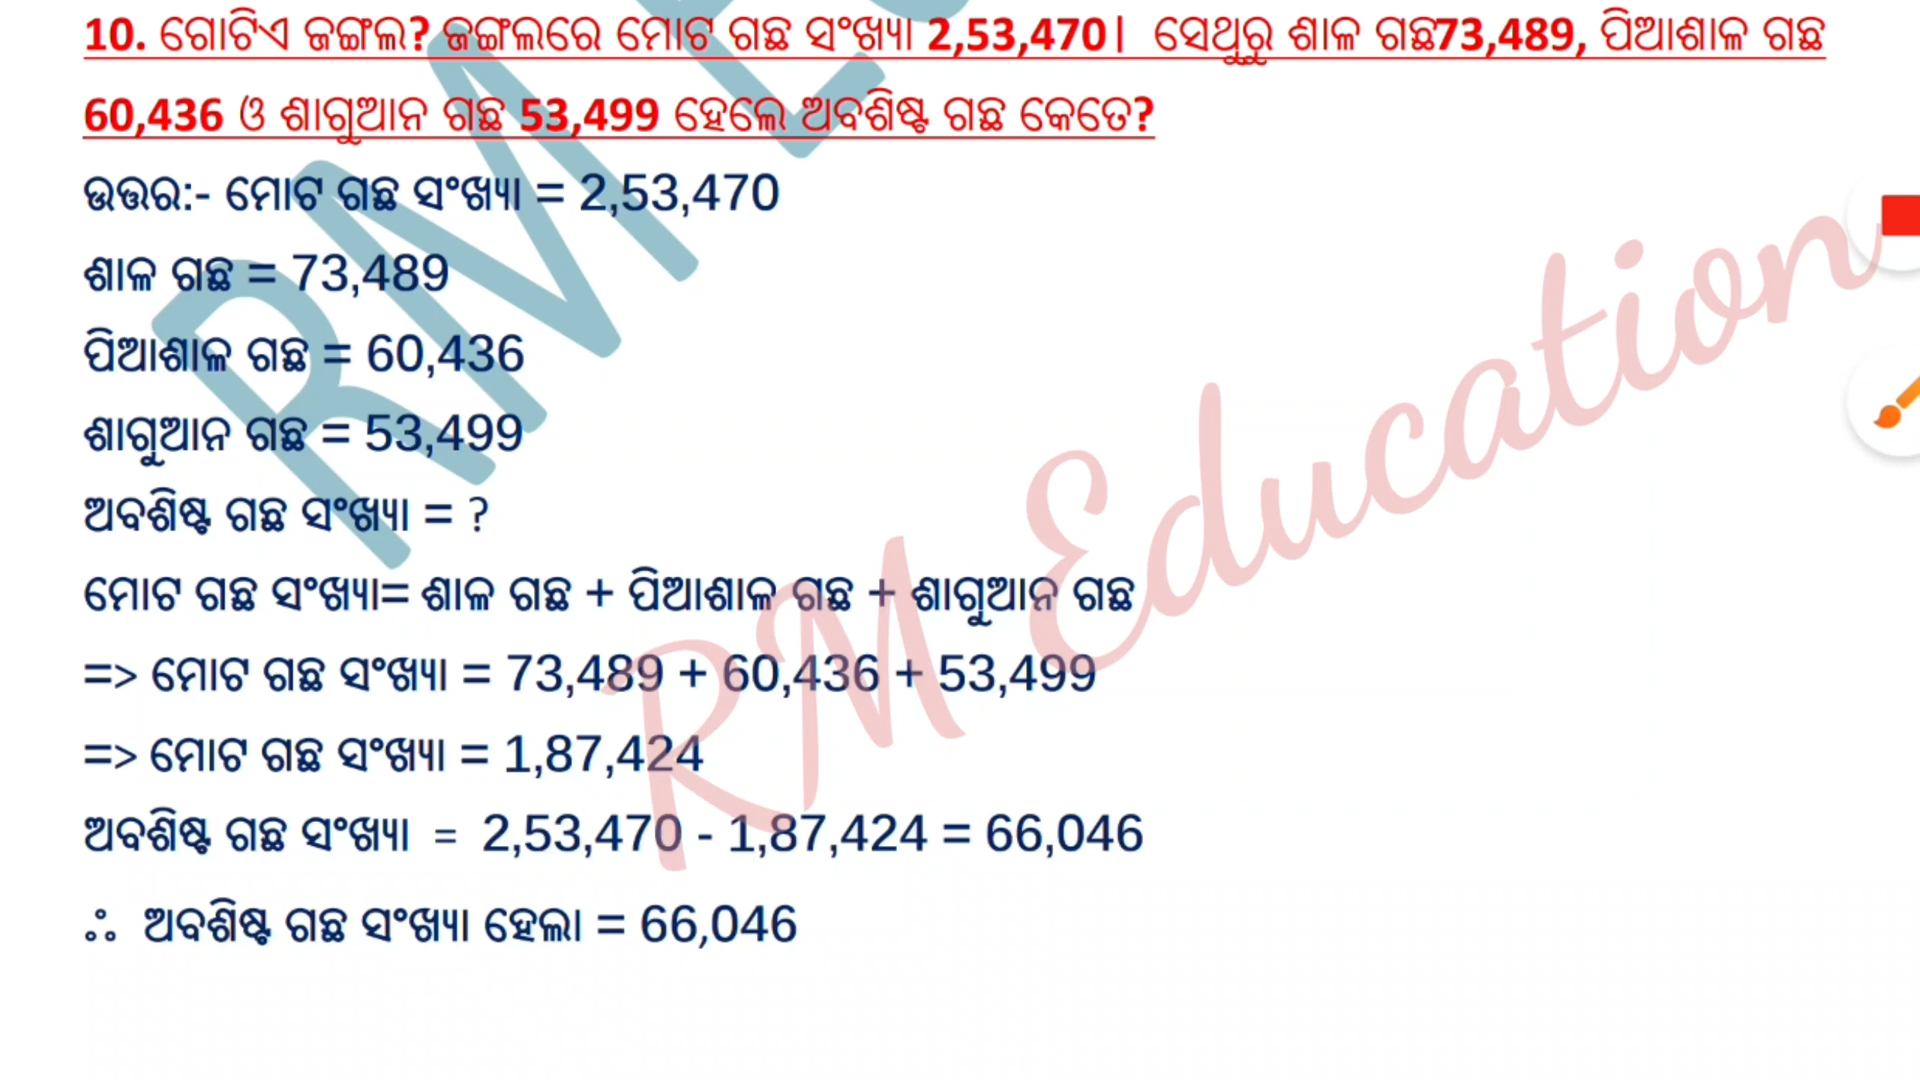 10. ଗୋଟିଏ ଜଙ୍ଗଲ? ଜଙ୍ଗଲରେ ମୋଟ ଗଛ ସଂଖ୍ୟା 2,53,470। ସେଥିରୁ ଶାଳ ଗଛ73,489, ପିଆଶାଳ ଗଛ
60,436 ଓ ଶାଗୁଆନ ଗଛ 53,499 ହେଲେ ଅବଶିଷ୍ଟ ଗଛ କେତେ?
ଉତ୍ତର:- ମୋଟ ଗଛ ସଂଖ୍ୟା = 2,53,470
ଶାଳ ଗଛ = 73,489
ପିଆଶାଳ ଗଛ = 60,436
ଶାଗୁଆନ ଗଛ = 53,499
ଅବଶିଷ୍ଟ ଗଛ ସଂଖ୍ୟା = ?
ମୋଟ ଗଛ ସଂଖ୍ୟା= ଶାଳ ଗଛ + ପିଆଶାଳ ଗଛ + ଶାଗୁଆନ ଗଛ
=> ମୋଟ ଗଛ ସଂଖ୍ୟା = 73,489 + 60,436 + 53,499
=> ମୋଟ ଗଛ ସଂଖ୍ୟା = 1,87,424
ଅବଶିଷ୍ଟ ଗଛ ସଂଖ୍ୟା = 2,53,470 - 1,87,424 = 66,046
∴ ଅବଶିଷ୍ଟ ଗଛ ସଂଖ୍ୟା ହେଲା = 66,046
RM Education